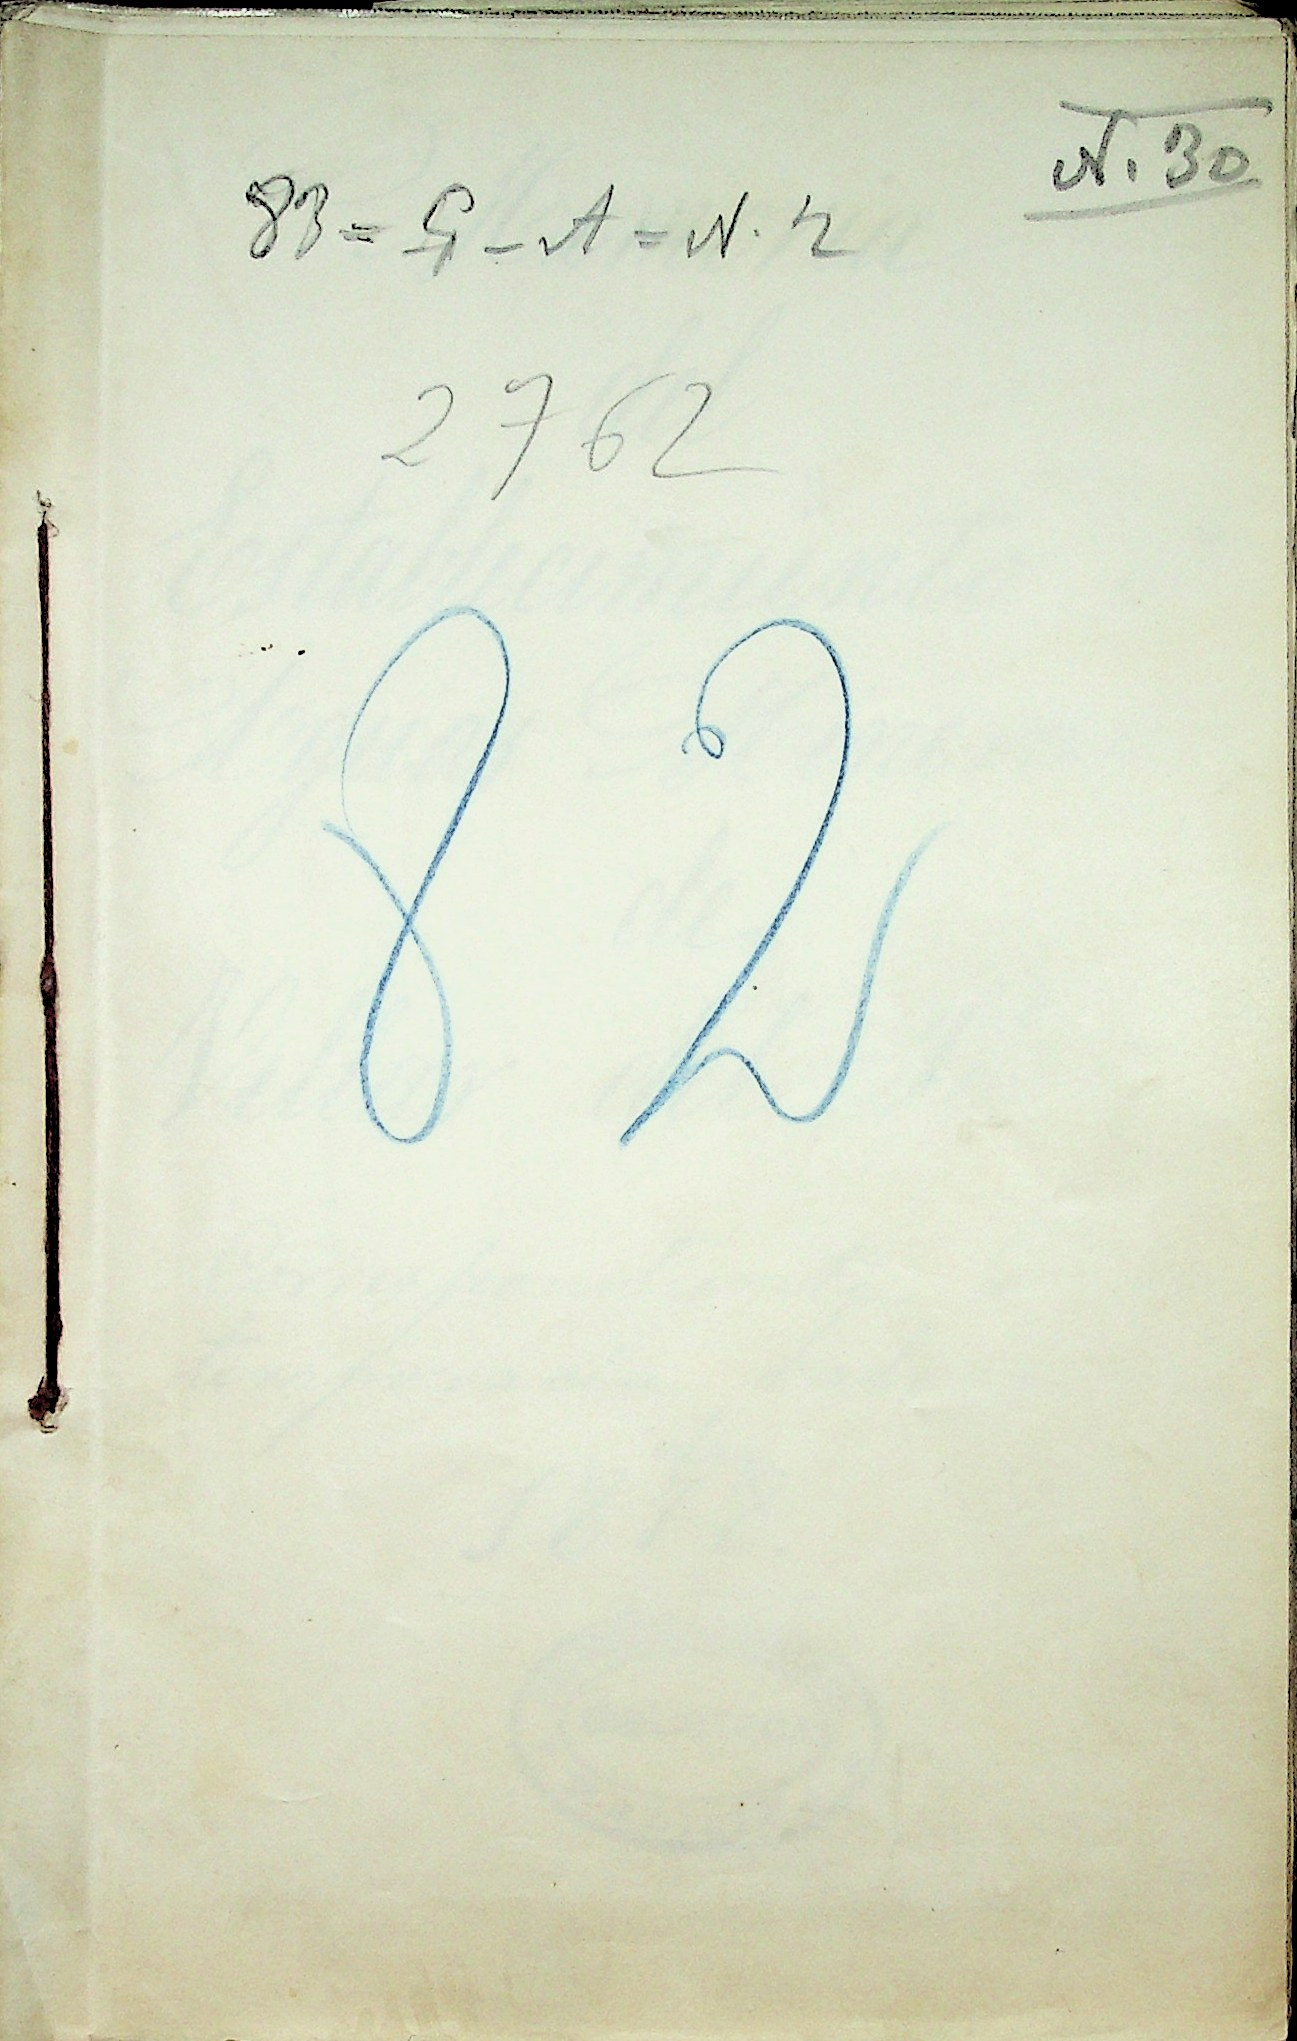 N. 30
83 = G - A = N. 2
2762
82